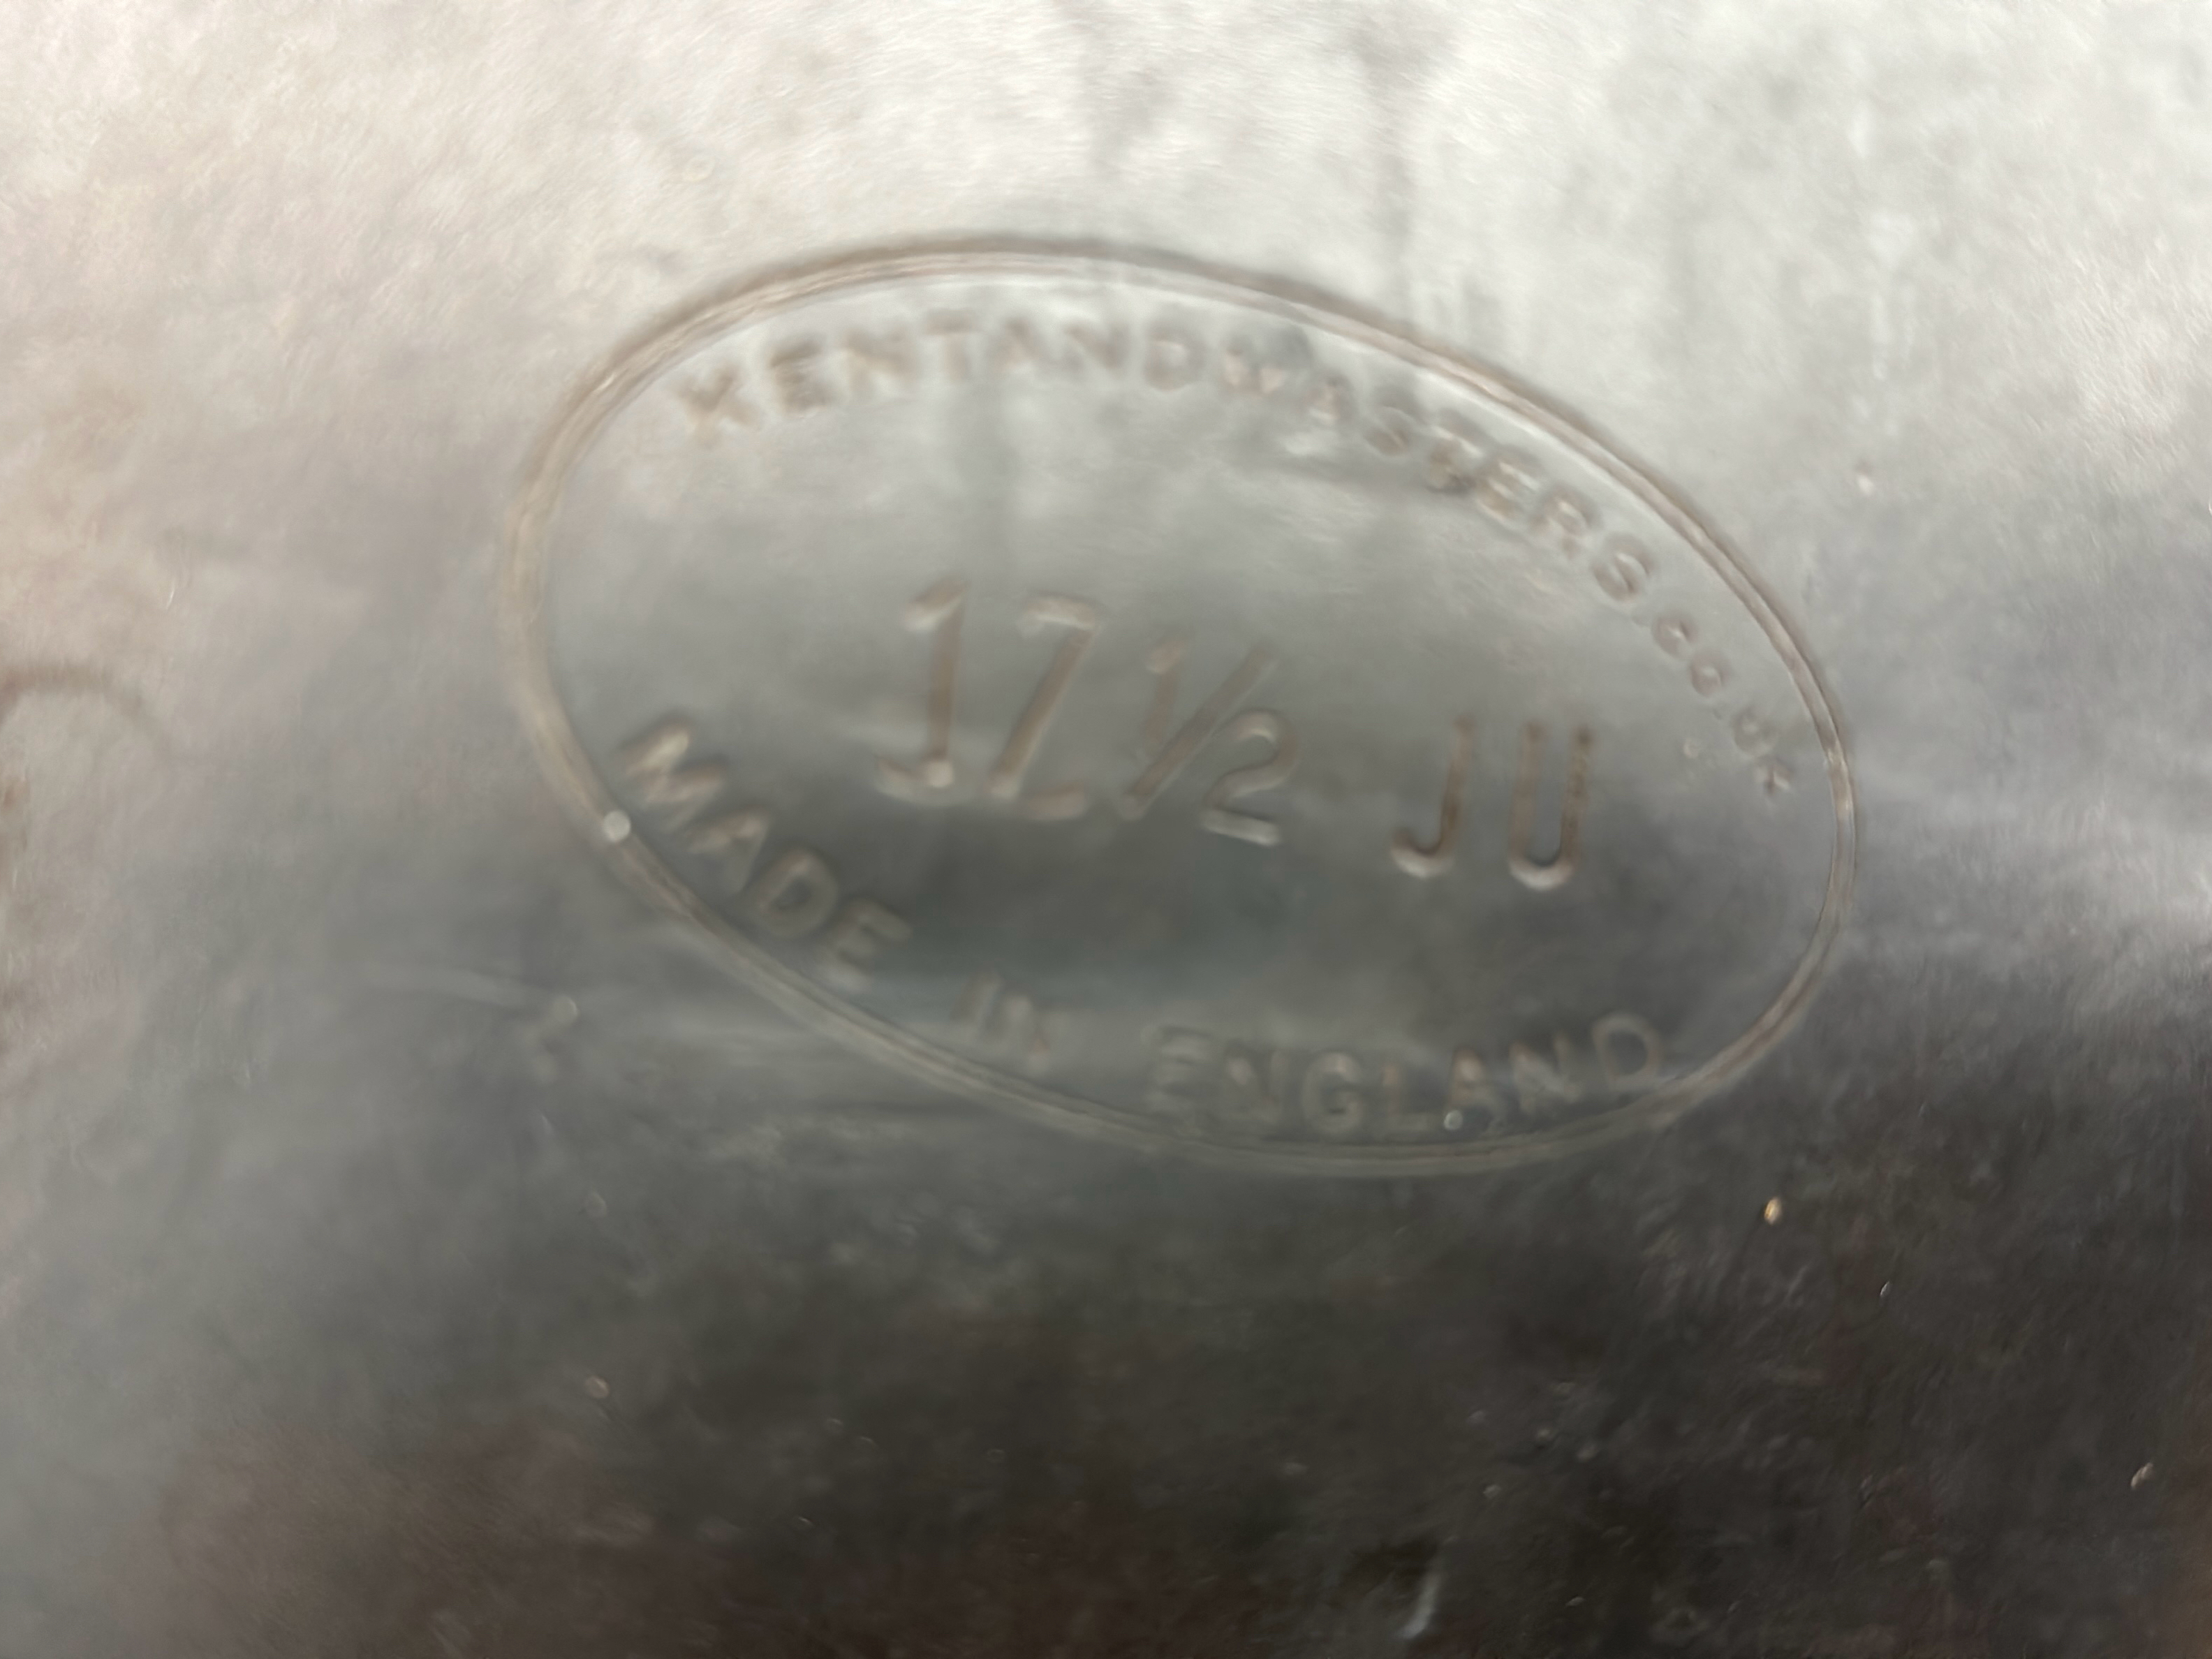 KENTANDMASTERS.CO.UK
17½ JU
MADE in ENGLAND